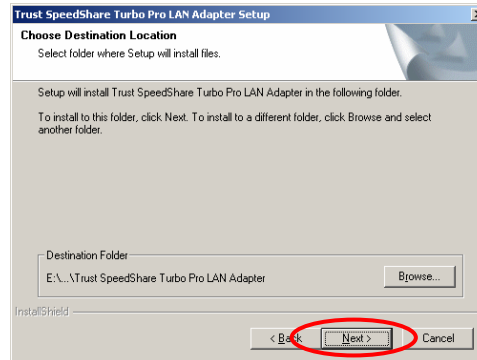 Trust SpeedShare Turbo Pro LAN Adapter Setup
Choose Destination Location
Select folder where Setup will install files.
Setup will install Trust SpeedShare Turbo Pro LAN Adapter in the following folder.
To install to this folder, click Next. To install to a different folder, click Browse and select
another folder.
Destination Folder
E:\...\Trust SpeedShare Turbo Pro LAN Adapter
Browse...
InstallShield
< Back
Next >
Cancel